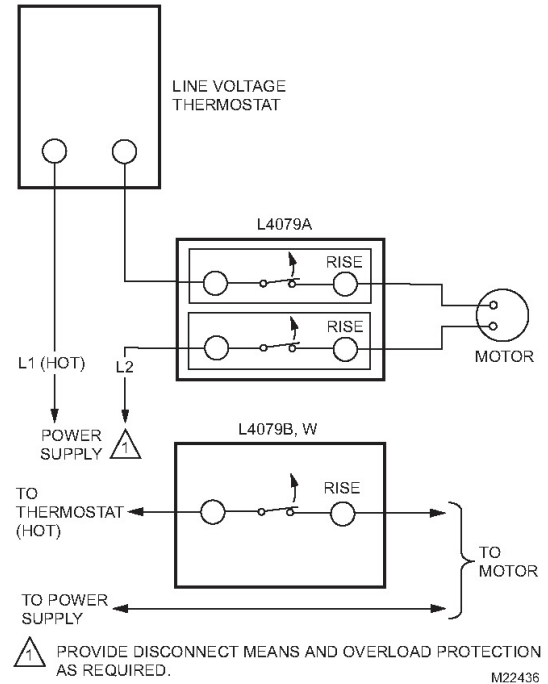 LINE VOLTAGE
THERMOSTAT
L4079A
RISE
RISE
MOTOR
L1 (HOT)
L2
POWER
SUPPLY
1
L4079B, W
RISE
TO
THERMOSTAT
(HOT)
TO
MOTOR
TO POWER
SUPPLY
1 PROVIDE DISCONNECT MEANS AND OVERLOAD PROTECTION
AS REQUIRED.
M22436